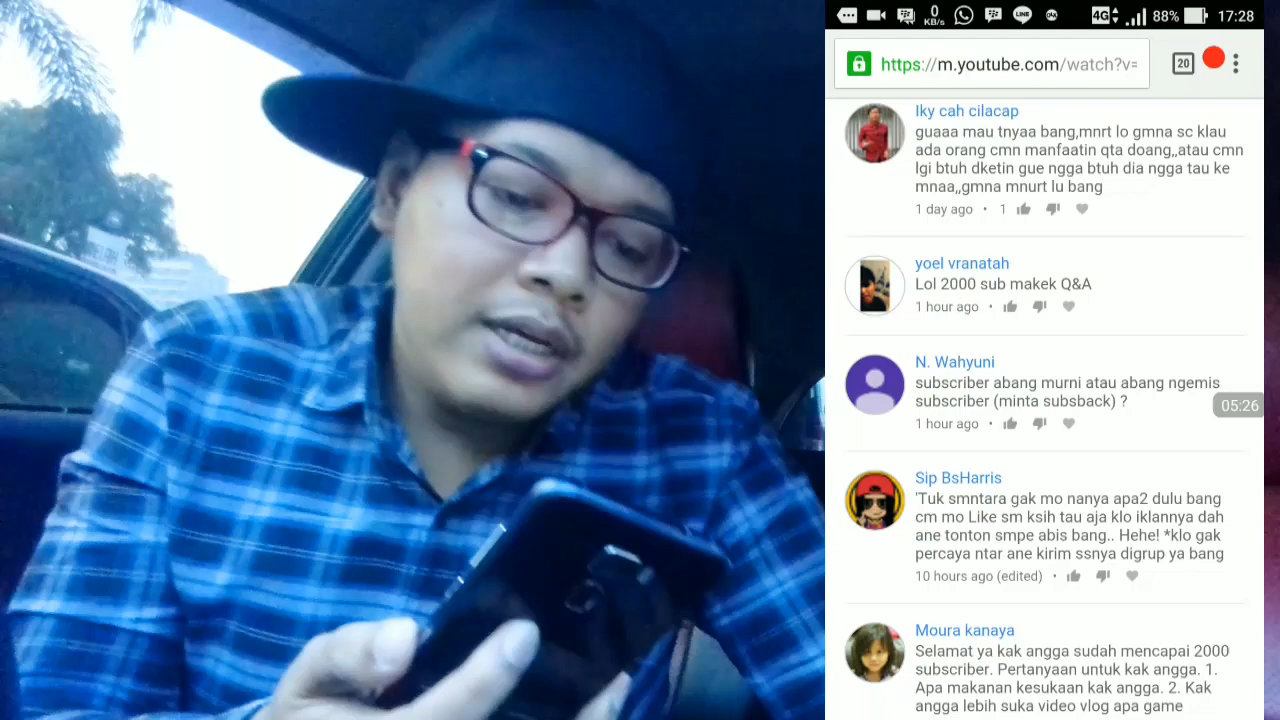 0
KB/s
LINE
OLX
4G
88%
17:28
https://m.youtube.com/watch?v=
20
Iky cah cilacap
guaaa mau tnyaa bang,mnrt lo gmna sc klau
ada orang cmn manfaatin qta doang,,atau cmn
lgi btuh dketin gue ngga btuh dia ngga tau ke
mnaa,,gmna mnurt lu bang
1 day ago • 1
yoel vranatah
Lol 2000 sub makek Q&A
1 hour ago •
N. Wahyuni
subscriber abang murni atau abang ngemis
subscriber (minta subsback) ?
1 hour ago •
05:26
Sip BsHarris
'Tuk smntara gak mo nanya apa2 dulu bang
cm mo Like sm ksih tau aja klo iklannya dah
ane tonton smpe abis bang.. Hehe! *klo gak
percaya ntar ane kirim ssnya digrup ya bang
10 hours ago (edited) •
Moura kanaya
Selamat ya kak angga sudah mencapai 2000
subscriber. Pertanyaan untuk kak angga. 1.
Apa makanan kesukaan kak angga. 2. Kak
angga lebih suka video vlog apa game